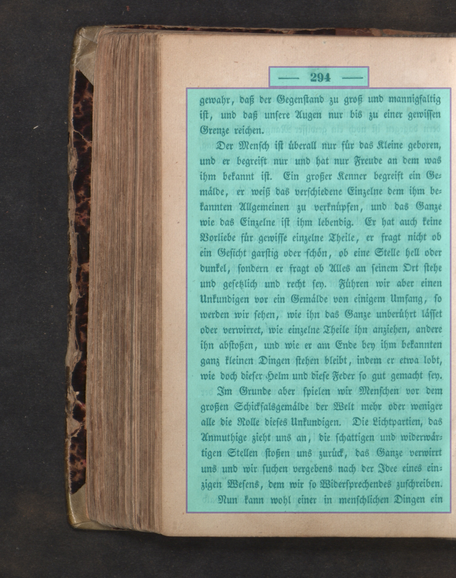 — 294 —
gewahr, daß der Gegenstand zu groß und mannigfaltig
ist, und daß unsere Augen nur bis zu einer gewissen
Grenze reichen.
Der Mensch ist überall nur für das Kleine geboren,
und er begreift nur und hat nur Freude an dem was
ihm bekannt ist. Ein großer Kenner begreift ein Ge-
mälde, er weiß das verschiedene Einzelne dem ihm be-
kannten Allgemeinen zu verknüpfen, und das Ganze
wie das Einzelne ist ihm lebendig. Er hat auch keine
Vorliebe für gewisse einzelne Theile, er fragt nicht ob
ein Gesicht garstig oder schön, ob eine Stelle hell oder
dunkel, sondern er fragt ob Alles an seinem Ort stehe
und gesetzlich und recht sey. Führen wir aber einen
Unkundigen vor ein Gemälde von einigem Umfang, so
werden wir sehen, wie ihn das Ganze unberührt lässet
oder verwirret, wie einzelne Theile ihn anziehen, andere
ihn abstoßen, und wie er am Ende bey ihm bekannten
ganz kleinen Dingen stehen bleibt, indem er etwa lobt,
wie doch dieser Helm und diese Feder so gut gemacht sey.
Im Grunde aber spielen wir Menschen vor dem
großen Schicksalsgemälde der Welt mehr oder weniger
alle die Rolle dieses Unkundigen. Die Lichtpartien, das
Anmuthige zieht uns an, die schattigen und widerwär-
tigen Stellen stoßen uns zurück, das Ganze verwirrt
uns und wir suchen vergebens nach der Idee eines ein-
zigen Wesens, dem wir so Widersprechendes zuschreiben.
Nun kann wohl einer in menschlichen Dingen ein